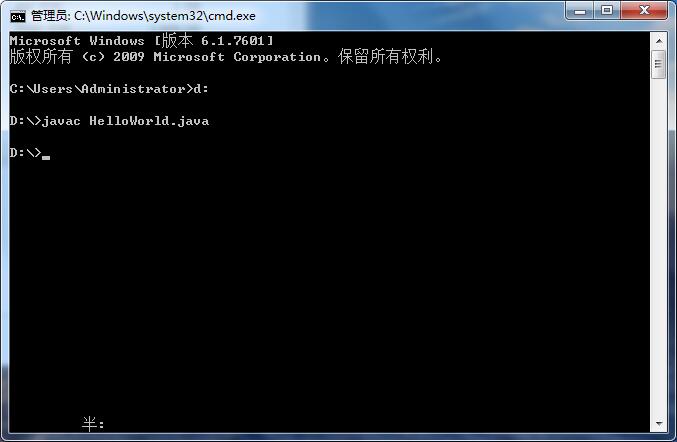 管理员: C:\Windows\system32\cmd.exe
Microsoft Windows [版本 6.1.7601]
版权所有 (c) 2009 Microsoft Corporation。保留所有权利。
C:\Users\Administrator>d:
D:\>javac HelloWorld.java
D:\>
半: